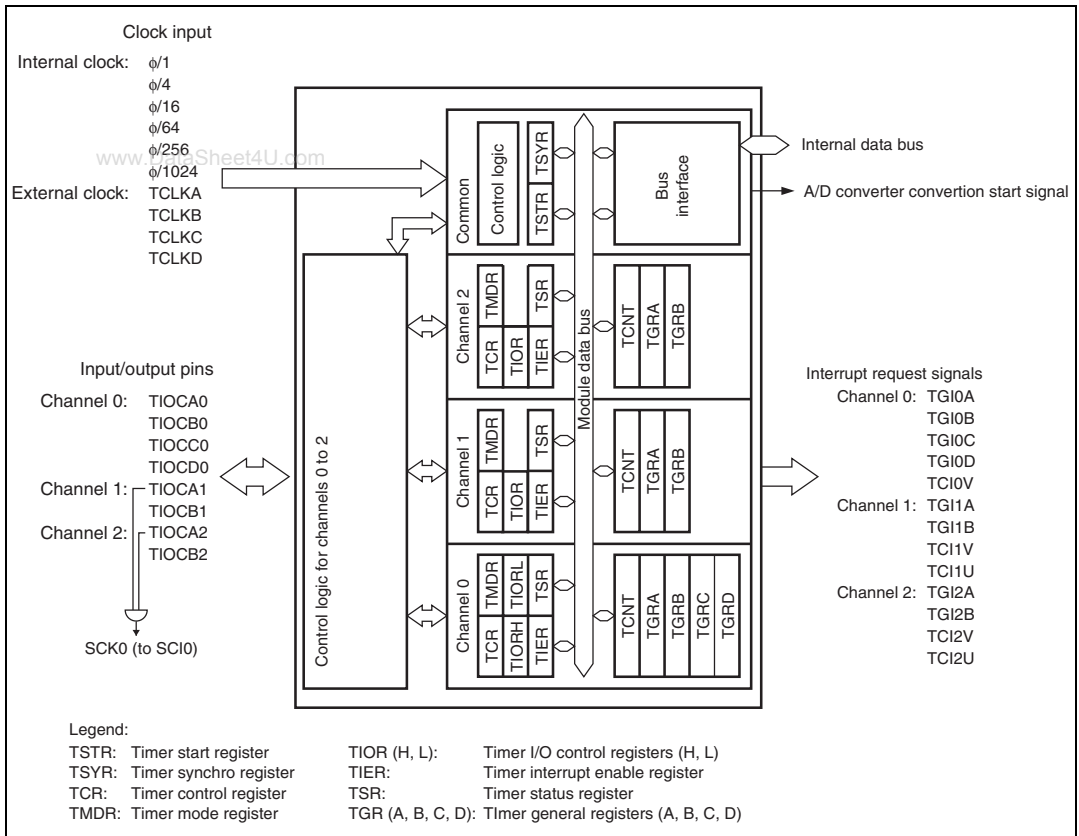 Clock input
Internal clock: ϕ/1
ϕ/4
ϕ/16
ϕ/64
ϕ/256
www.DataSheet4U.com
ϕ/1024
External clock: TCLKA
TCLKB
TCLKC
TCLKD
Input/output pins
Channel 0: TIOCA0
TIOCB0
TIOCC0
TIOCD0
Channel 1: TIOCA1
TIOCB1
Channel 2: TIOCA2
TIOCB2
SCK0 (to SCI0)
Control logic for channels 0 to 2
Common
Control logic
TSTR TSYR
Bus
interface
Channel 2
TCR TMDR
TIOR
TIER TSR
TCNT
TGRA
TGRB
Channel 1
TCR TMDR
TIOR
TIER TSR
TCNT
TGRA
TGRB
Channel 0
TCR TMDR
TIORH TIORL
TIER TSR
TCNT
TGRA
TGRB
TGRC
TGRD
Module data bus
Internal data bus
A/D converter convertion start signal
Interrupt request signals
Channel 0: TGI0A
TGI0B
TGI0C
TGI0D
TCI0V
Channel 1: TGI1A
TGI1B
TCI1V
TCI1U
Channel 2: TGI2A
TGI2B
TCI2V
TCI2U
Legend:
TSTR: Timer start register TIOR (H, L): Timer I/O control registers (H, L)
TSYR: Timer synchro register TIER: Timer interrupt enable register
TCR: Timer control register TSR: Timer status register
TMDR: Timer mode register TGR (A, B, C, D): TImer general registers (A, B, C, D)